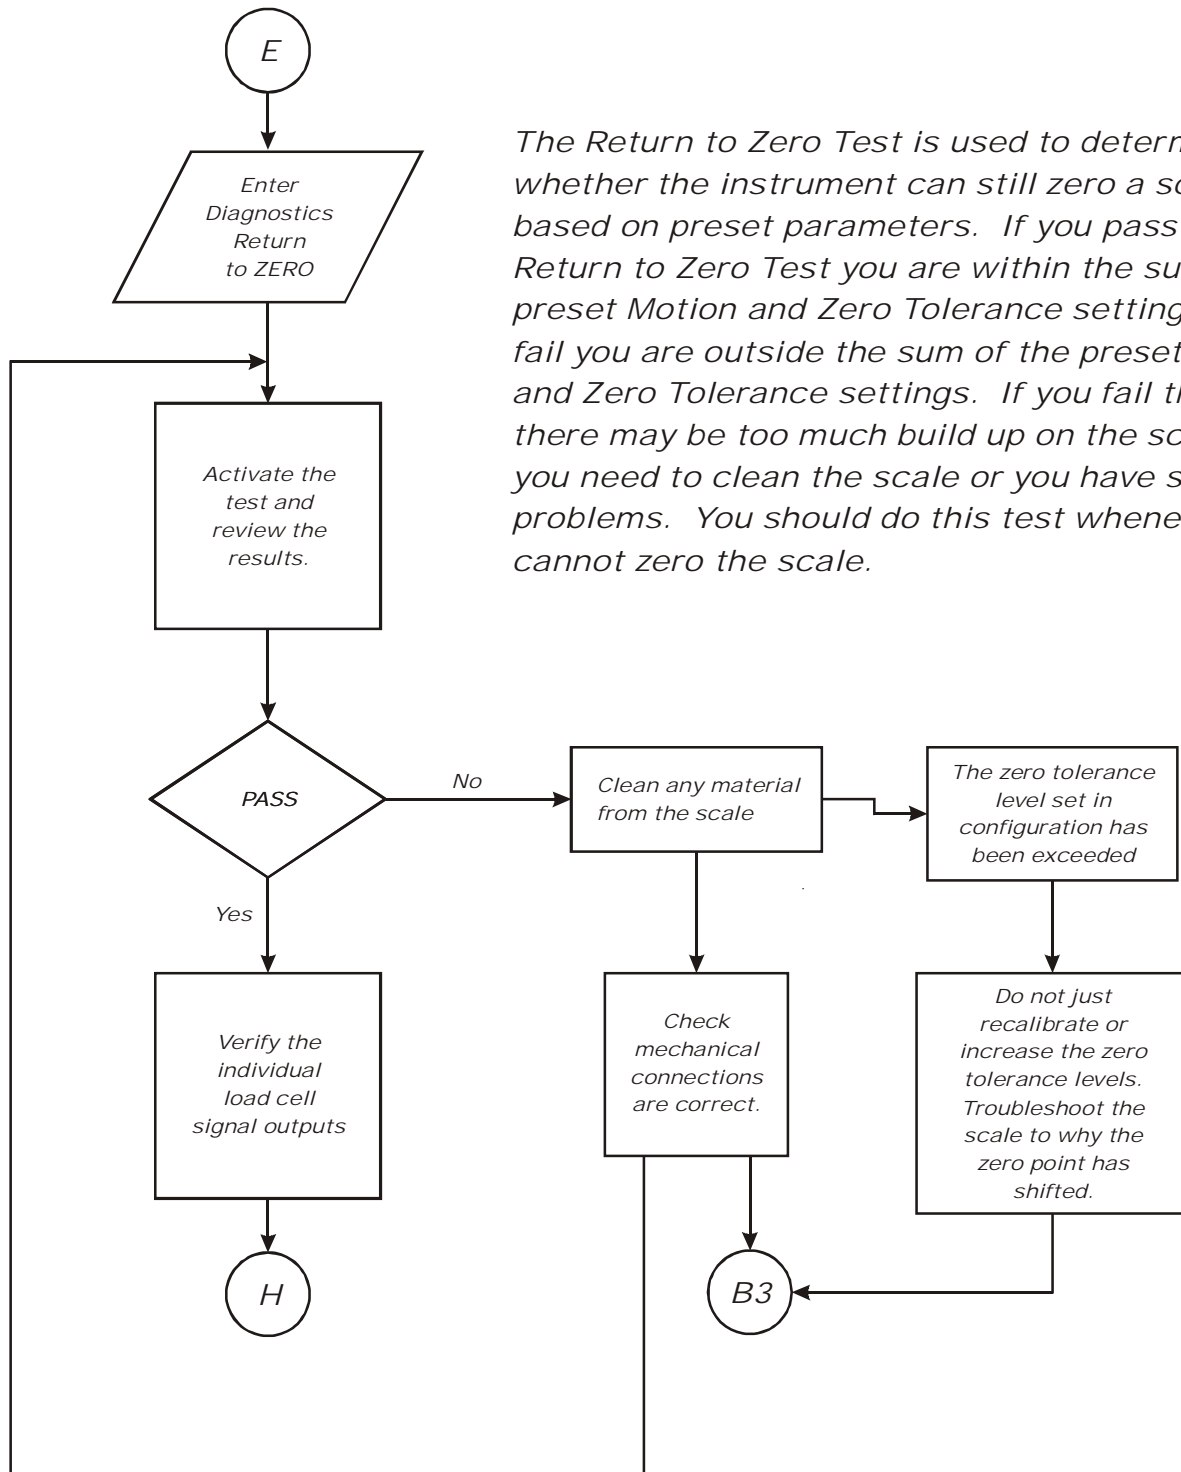 E
Enter
Diagnostics
Return
to ZERO
The Return to Zero Test is used to
whether the instrument can still zero a
based on preset parameters. If you pass
Return to Zero Test you are within the
preset Motion and Zero Tolerance
fail you are outside the sum of the preset
and Zero Tolerance settings. If you fail
there may be too much build up on the
you need to clean the scale or you have
problems. You should do this test
cannot zero the scale.
Activate the
test and
review the
results.
PASS
No
Clean any material
from the scale
The zero tolerance
level set in
configuration has
been exceeded
Yes
Verify the
individual
load cell
signal outputs
Check
mechanical
connections
are correct.
Do not just
recalibrate or
increase the zero
tolerance levels.
Troubleshoot the
scale to why the
zero point has
shifted.
H
B3